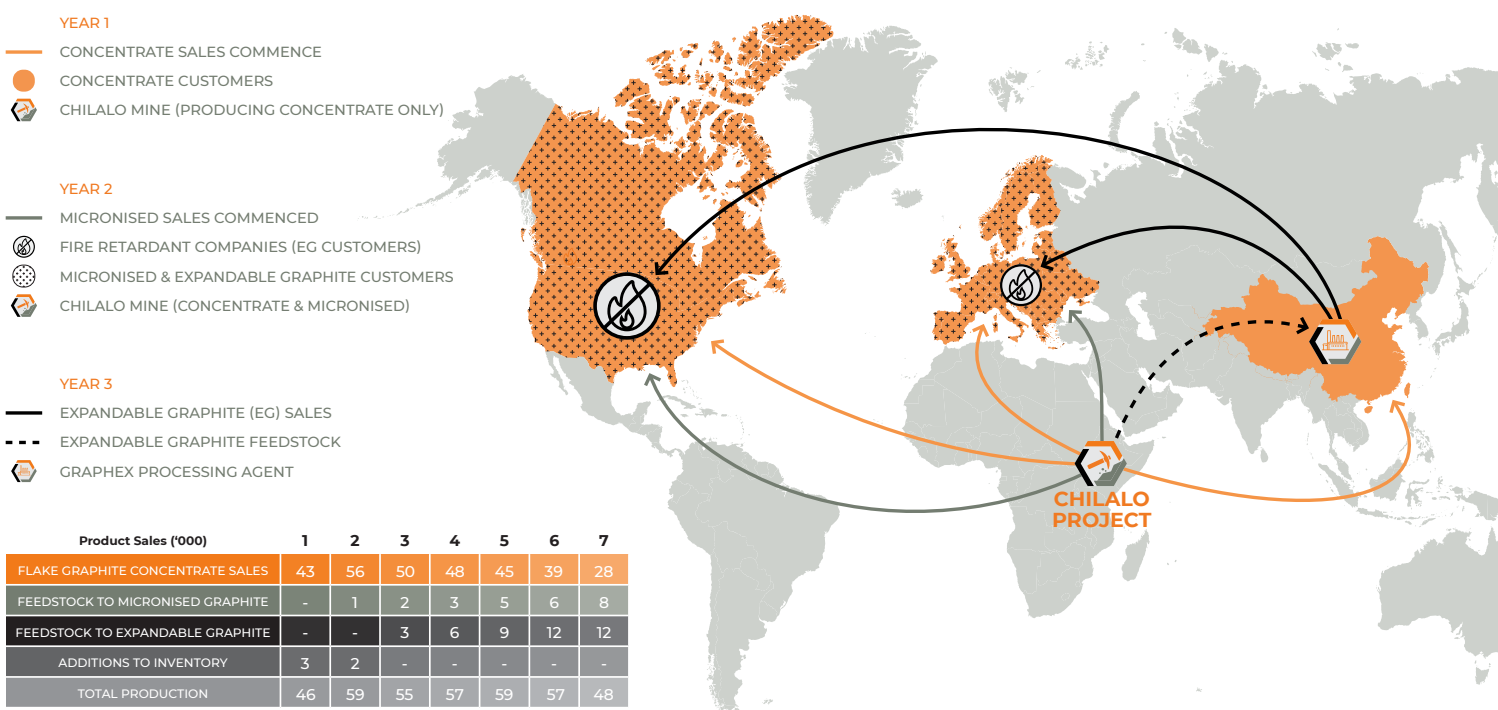 YEAR 1
CONCENTRATE SALES COMMENCE
CONCENTRATE CUSTOMERS
CHILALO MINE (PRODUCING CONCENTRATE ONLY)
YEAR 2
MICRONISED SALES COMMENCED
FIRE RETARDANT COMPANIES (EG CUSTOMERS)
MICRONISED & EXPANDABLE GRAPHITE CUSTOMERS
CHILALO MINE (CONCENTRATE & MICRONISED)
YEAR 3
EXPANDABLE GRAPHITE (EG) SALES
EXPANDABLE GRAPHITE FEEDSTOCK
GRAPHEX PROCESSING AGENT
CHILALO
PROJECT
Product Sales (‘000) 1 2 3 4 5 6 7
FLAKE GRAPHITE CONCENTRATE SALES 43 56 50 48 45 39 28
FEEDSTOCK TO MICRONISED GRAPHITE - 1 2 3 5 6 8
FEEDSTOCK TO EXPANDABLE GRAPHITE - - 3 6 9 12 12
ADDITIONS TO INVENTORY 3 2 - - - - -
TOTAL PRODUCTION 46 59 55 57 59 57 48